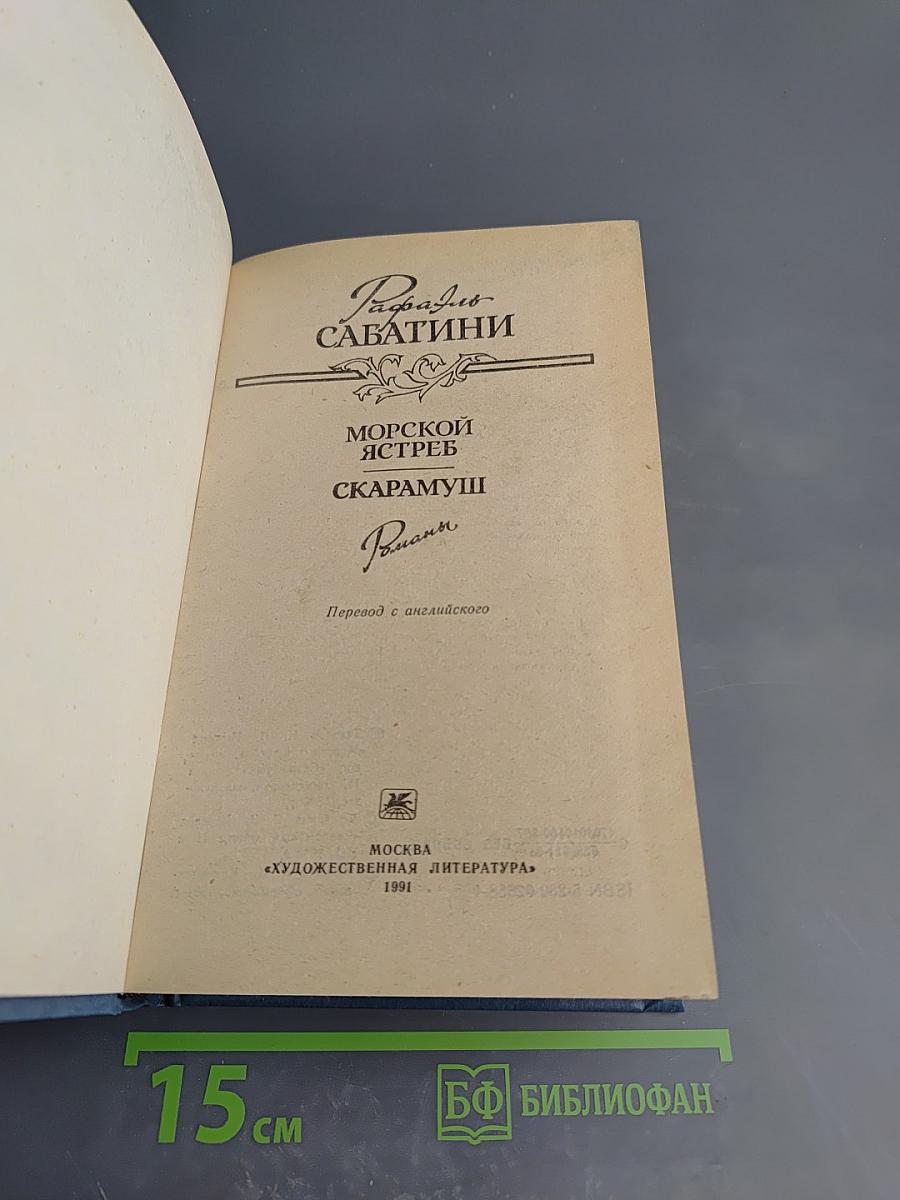 Рафаэль
САБАТИНИ
МОРСКОЙ
ЯСТРЕБ
СКАРАМУШ
Романы
Перевод с английского
МОСКВА
«ХУДОЖЕСТВЕННАЯ ЛИТЕРАТУРА»
1991
15 см
БФ БИБЛИОФАН